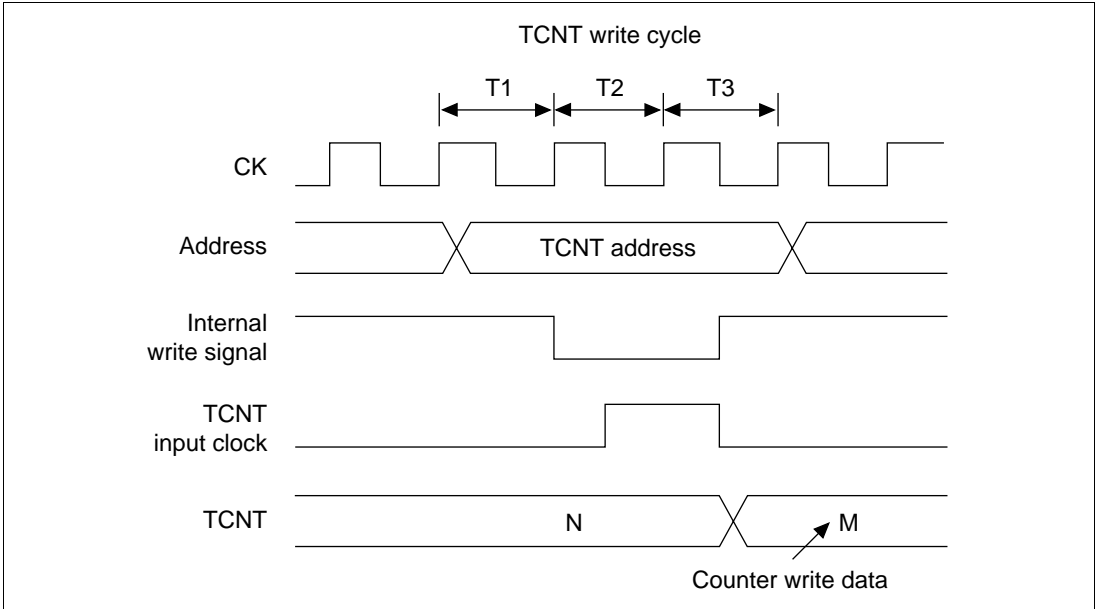 TCNT write cycle
T1 T2 T3
CK
Address
TCNT address
Internal
write signal
TCNT
input clock
TCNT
N
M
Counter write data